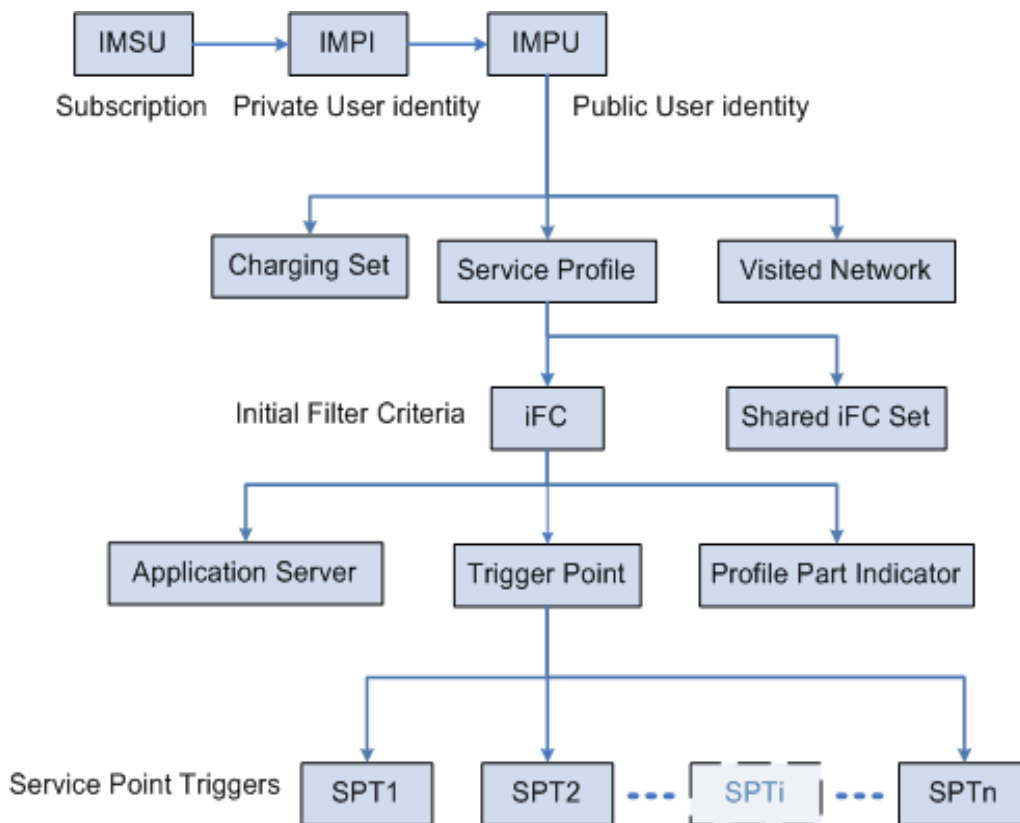 IMSU
IMPI
IMPU
Subscription
Private User identity
Public User identity
Charging Set
Service Profile
Visited Network
Initial Filter Criteria
iFC
Shared iFC Set
Application Server
Trigger Point
Profile Part Indicator
Service Point Triggers
SPT1
SPT2
SPTi
SPTn